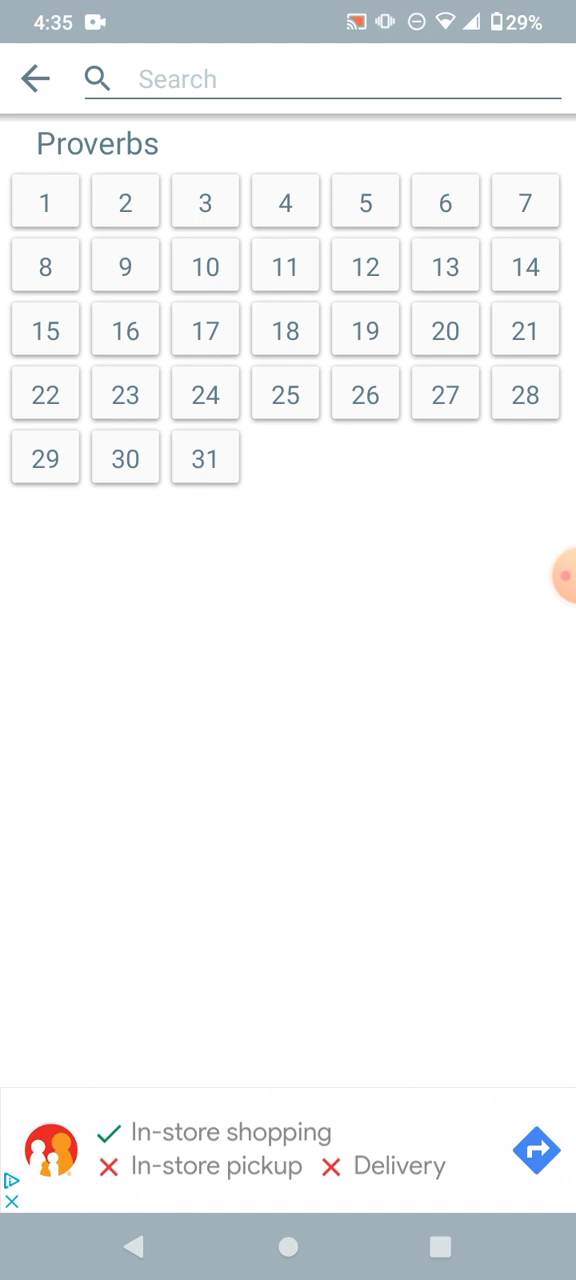 4:35 29%
Search
Proverbs
1 2 3 4 5 6 7
8 9 10 11 12 13 14
15 16 17 18 19 20 21
22 23 24 25 26 27 28
29 30 31
In-store shopping
In-store pickup Delivery